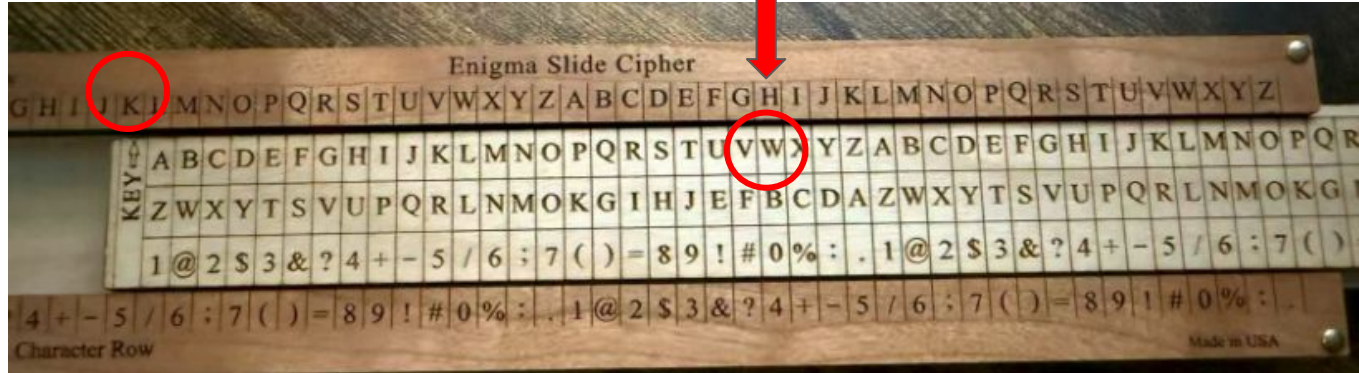 Enigma Slide Cipher
G H I J K L M N O P Q R S T U V W X Y Z A B C D E F G H I J K L M N O P Q R S T U V W X Y Z
KEY
A B C D E F G H I J K L M N O P Q R S T U V W X Y Z A B C D E F G H I J K L M N O P Q R
Z W X Y T S V U P Q R L N M O K G I H J E F B C D A Z W X Y T S V U P Q R L N M O K G I
1 @ 2 $ 3 & ? 4 + - 5 / 6 ; 7 ( ) = 8 9 ! # 0 % : . 1 @ 2 $ 3 & ? 4 + - 5 / 6 ; 7 ( )
4 + - 5 / 6 ; 7 ( ) = 8 9 ! # 0 % : . 1 @ 2 $ 3 & ? 4 + - 5 / 6 ; 7 ( ) = 8 9 ! # 0 % : .
Character Row
Made in USA